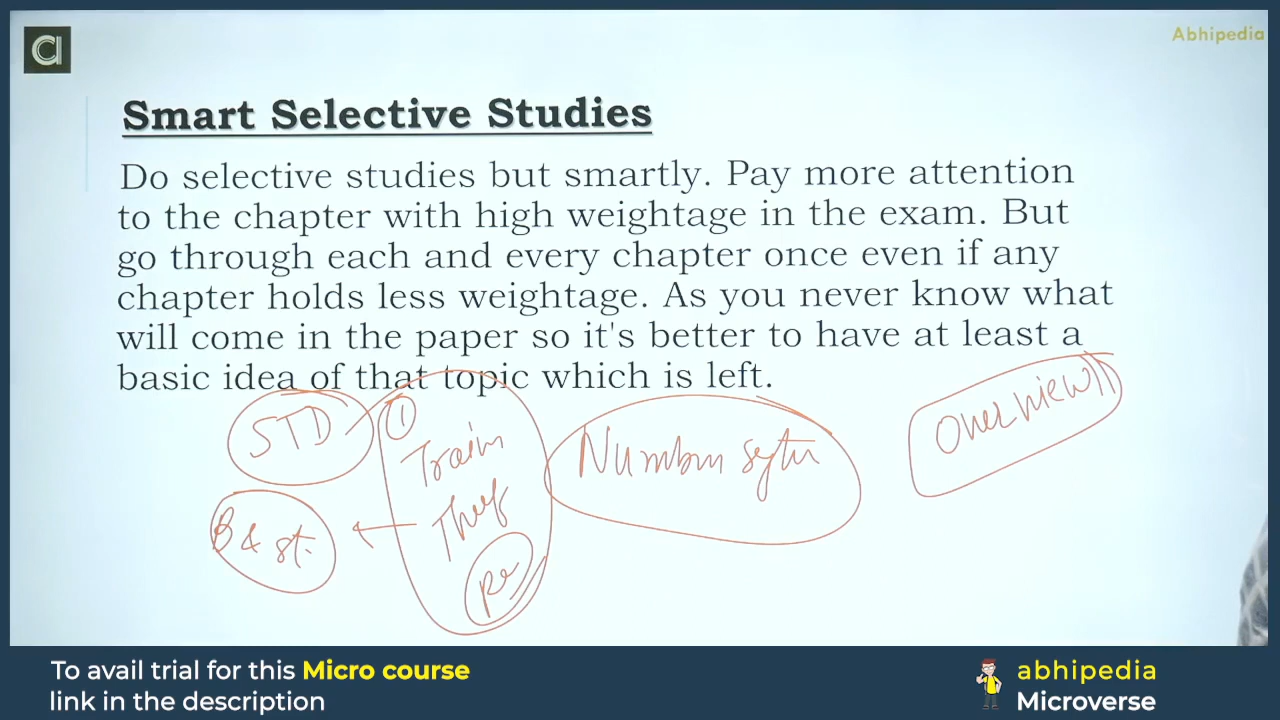 Abhipedia
Smart Selective Studies
Do selective studies but smartly. Pay more attention
to the chapter with high weightage in the exam. But
go through each and every chapter once even if any
chapter holds less weightage. As you never know what
will come in the paper so it's better to have at least a
basic idea of that topic which is left.
STD
1
Train
Number
Overview
B & St.
To avail trial for this Micro course
link in the description
abhipedia
Microverse